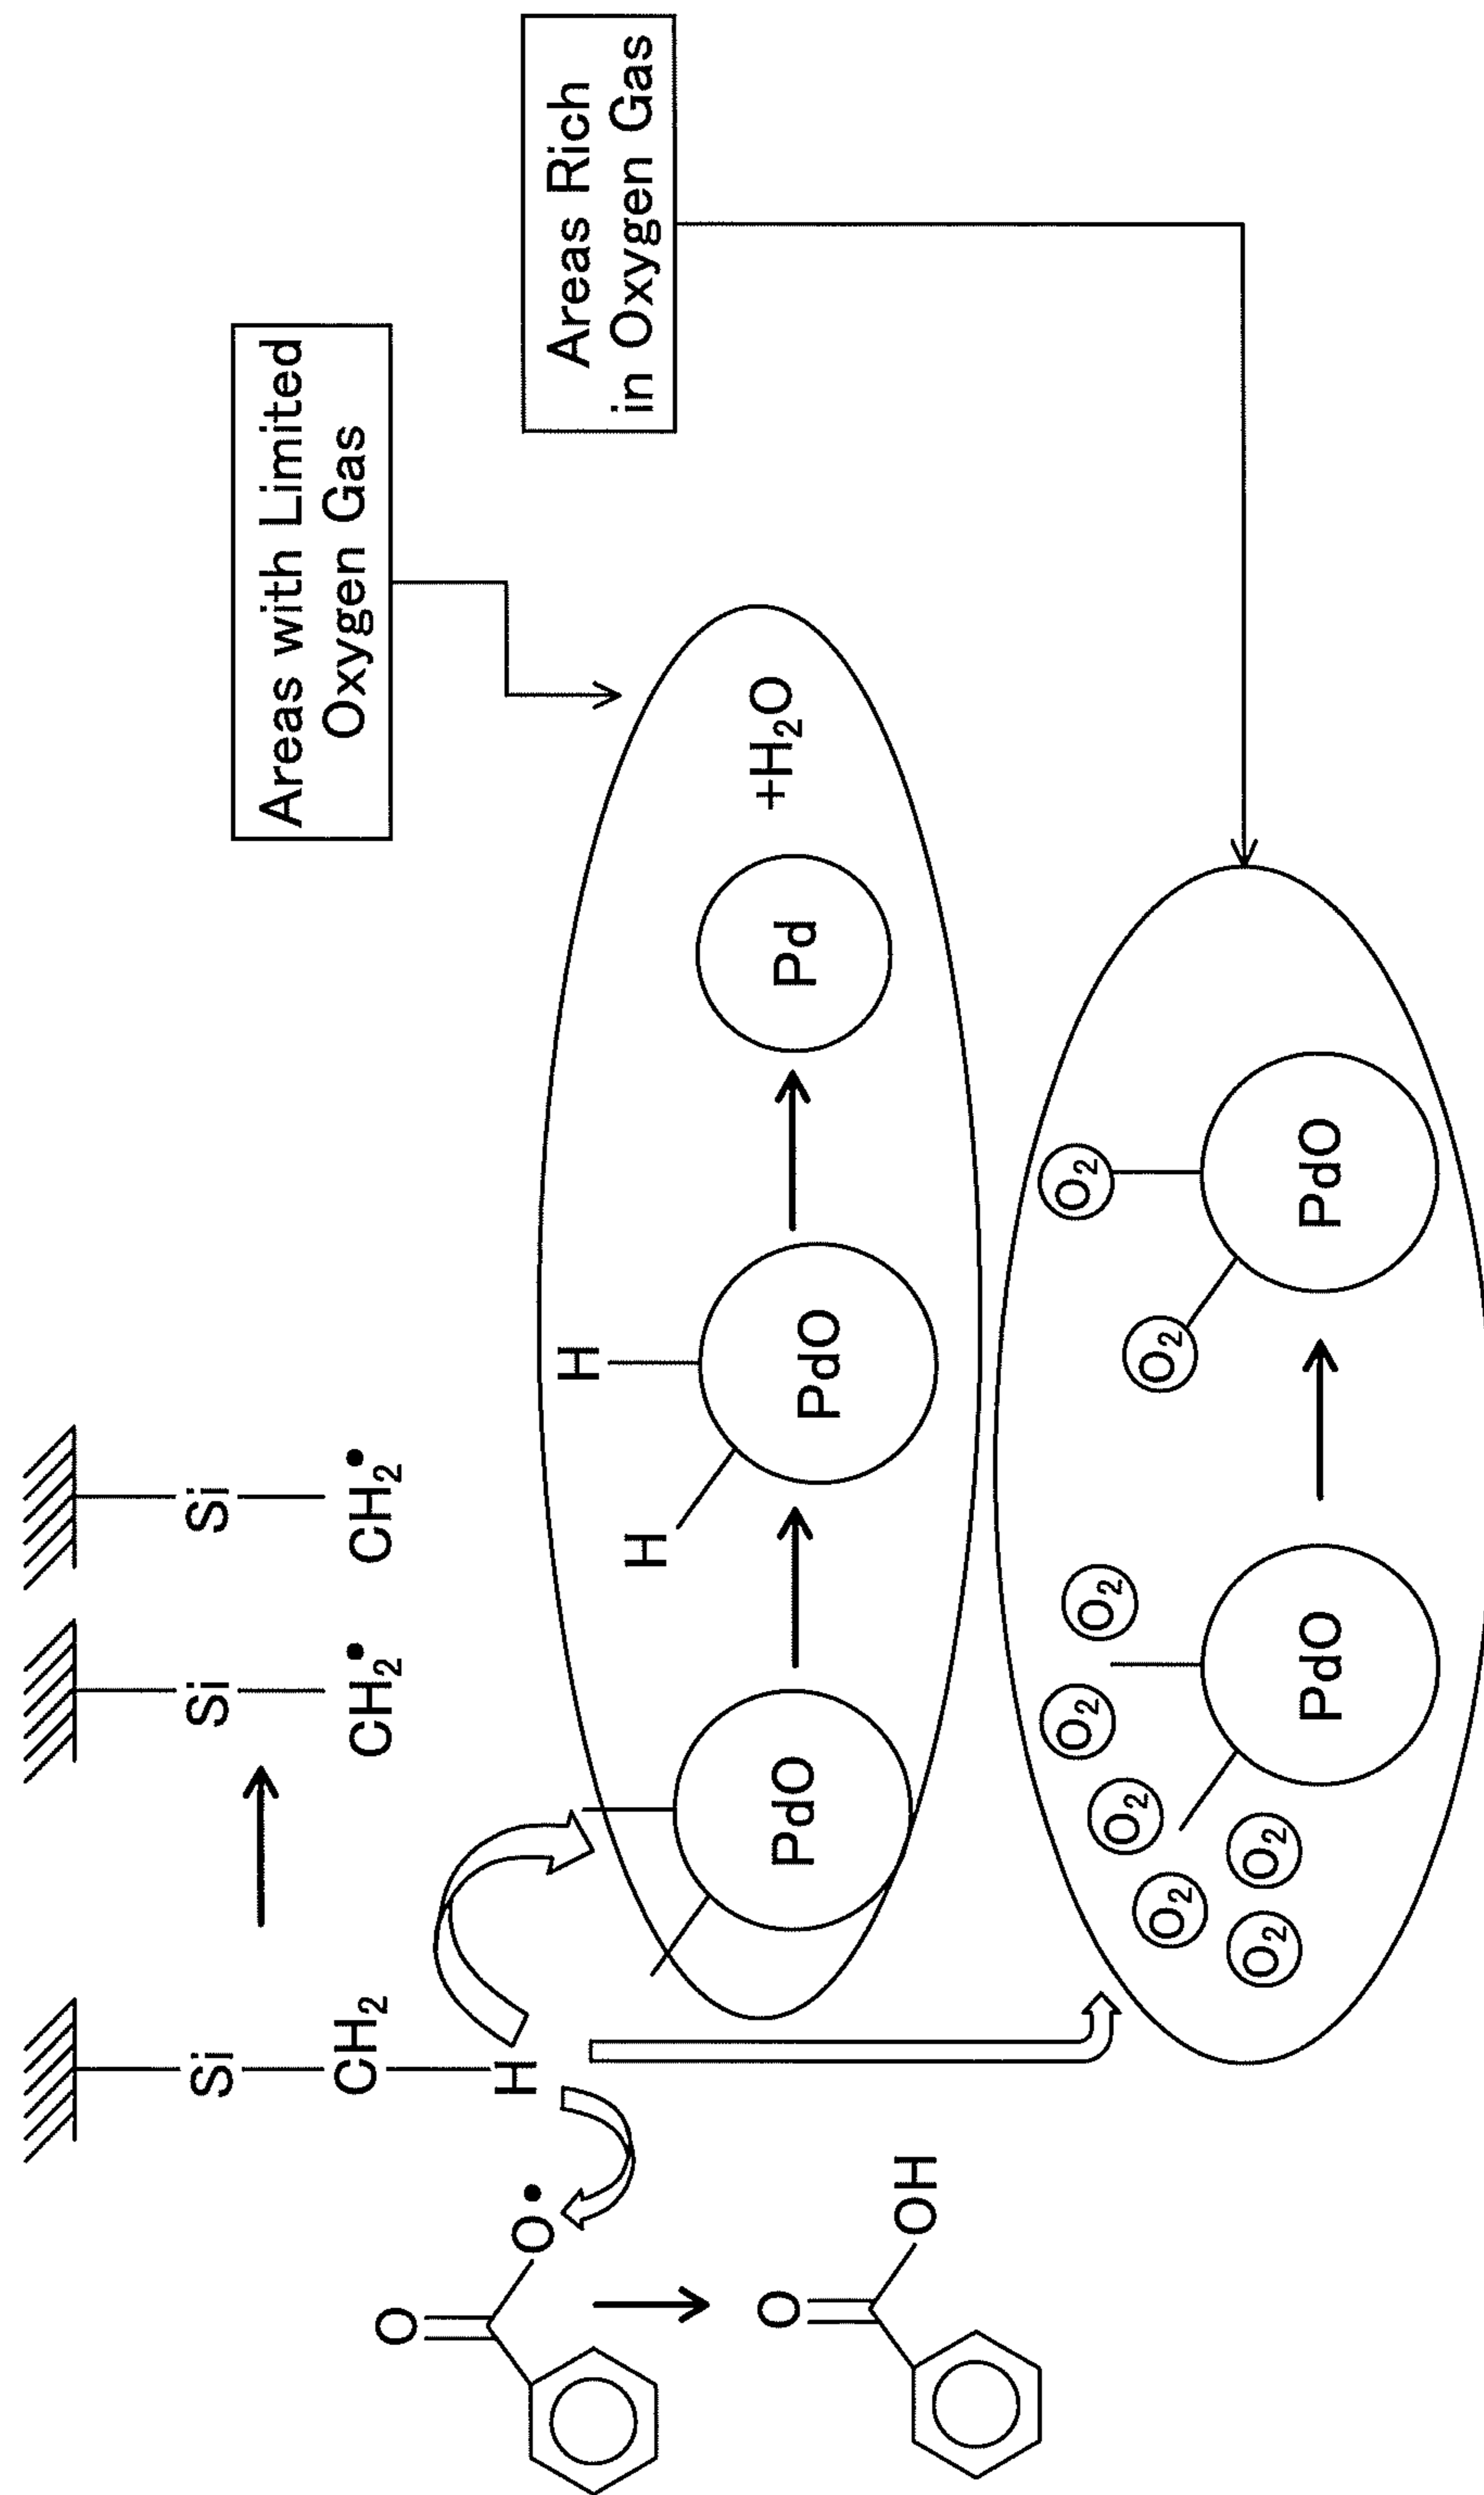 Si
CH2
H
Si
CH2•
Si
CH2•
Areas with Limited
Oxygen Gas
Areas Rich
in Oxygen Gas
O
O•
O
OH
PdO
H
H
PdO
Pd
+H2O
O2
O2
O2
O2
O2
O2
PdO
O2
O2
PdO